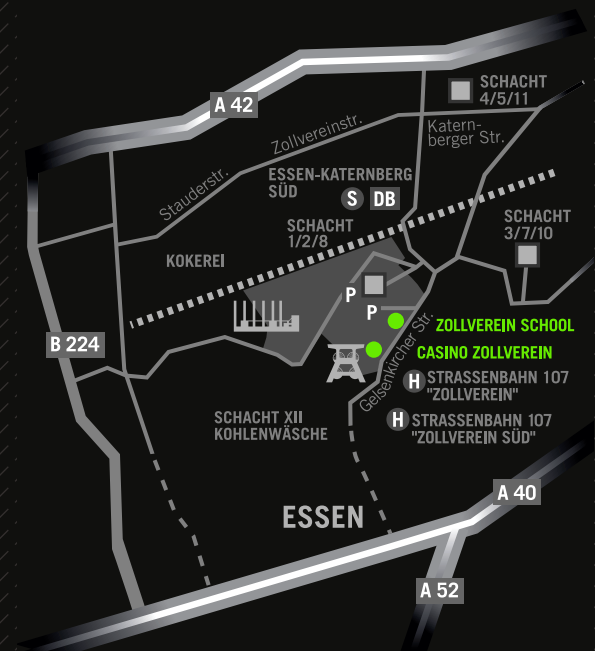 SCHACHT
4/5/11
A 42
Zollvereinstr.
Katern-
berger Str.
ESSEN-KATERNBERG
SÜD
S DB
Stauderstr.
SCHACHT
3/7/10
SCHACHT
1/2/8
KOKEREI
P
P
ZOLLVEREIN SCHOOL
B 224
CASINO ZOLLVEREIN
Gelsenkircher Str.
H STRASSENBAHN 107
"ZOLLVEREIN"
SCHACHT XII
KOHLENWÄSCHE
H STRASSENBAHN 107
"ZOLLVEREIN SÜD"
ESSEN
A 40
A 52